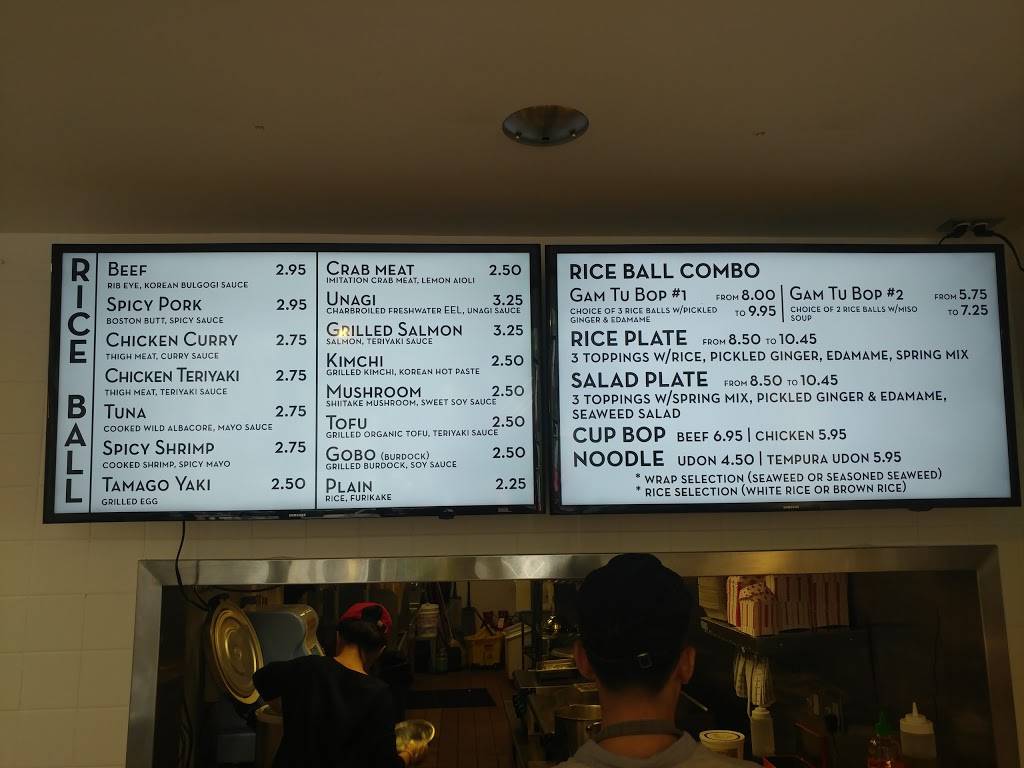 RICE BALL
BEEF 2.95
RIB EYE, KOREAN BULGOGI SAUCE
SPICY PORK 2.95
BOSTON BUTT, SPICY SAUCE
CHICKEN CURRY 2.75
THIGH MEAT, CURRY SAUCE
CHICKEN TERIYAKI 2.75
THIGH MEAT, TERIYAKI SAUCE
TUNA 2.75
COOKED WILD ALBACORE, MAYO SAUCE
SPICY SHRIMP 2.75
COOKED SHRIMP, SPICY MAYO
TAMAGO YAKI 2.50
GRILLED EGG
CRAB MEAT 2.50
IMITATION CRAB MEAT, LEMON AIOLI
UNAGI 3.25
CHARBROILED FRESHWATER EEL, UNAGI SAUCE
GRILLED SALMON 3.25
SALMON, TERIYAKI SAUCE
KIMCHI 2.50
GRILLED KIMCHI, KOREAN HOT PASTE
MUSHROOM 2.50
SHIITAKE MUSHROOM, SWEET SOY SAUCE
TOFU 2.50
GRILLED ORGANIC TOFU, TERIYAKI SAUCE
GOBO (BURDOCK) 2.50
GRILLED BURDOCK, SOY SAUCE
PLAIN 2.25
RICE, FURIKAKE
SAMSUNG
RICE BALL COMBO
GAM TU BOP #1 FROM 8.00
CHOICE OF 3 RICE BALLS W/PICKLED TO 9.95
GINGER & EDAMAME
GAM TU BOP #2 FROM 5.75
CHOICE OF 2 RICE BALLS W/MISO TO 7.25
SOUP
RICE PLATE FROM 8.50 TO 10.45
3 TOPPINGS W/RICE, PICKLED GINGER, EDAMAME, SPRING MIX
SALAD PLATE FROM 8.50 TO 10.45
3 TOPPINGS W/SPRING MIX, PICKLED GINGER & EDAMAME,
SEAWEED SALAD
CUP BOP BEEF 6.95 | CHICKEN 5.95
NOODLE UDON 4.50 | TEMPURA UDON 5.95
* WRAP SELECTION (SEAWEED OR SEASONED SEAWEED)
* RICE SELECTION (WHITE RICE OR BROWN RICE)
SAMSUNG